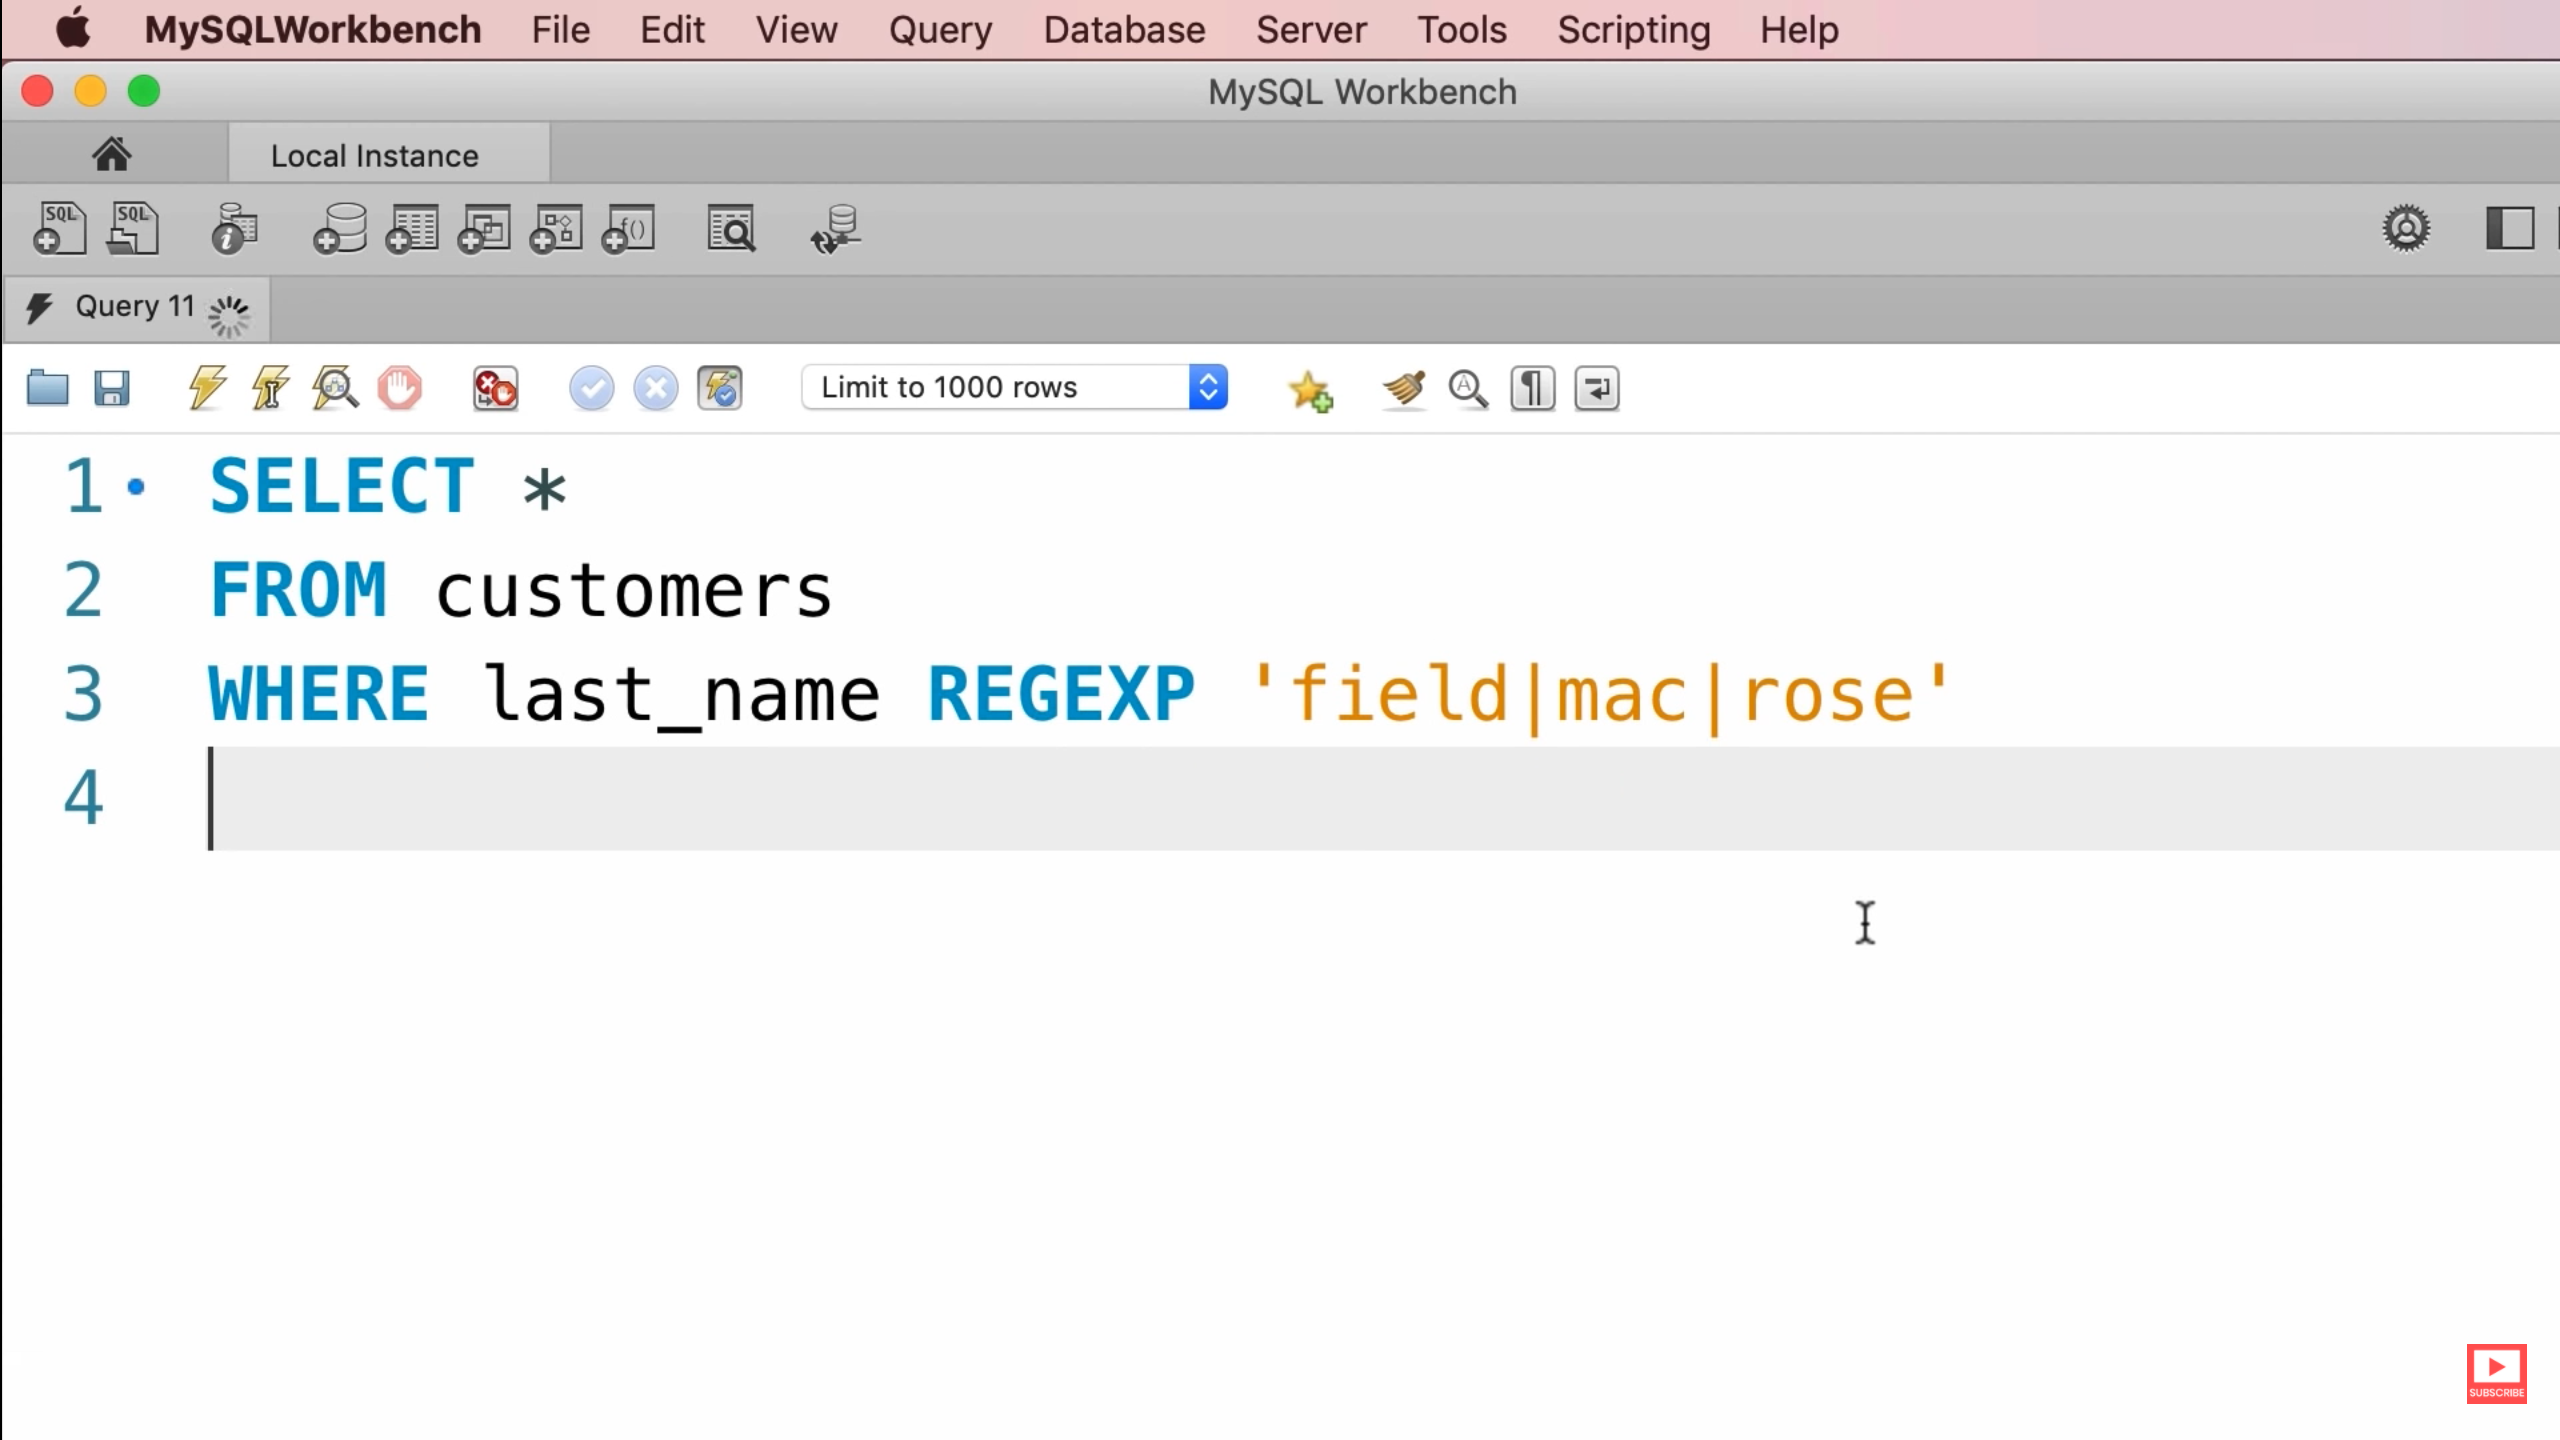 MySQLWorkbench File Edit View Query Database Server Tools Scripting Help
MySQL Workbench
Local Instance
SQL SQL f()
Query 11
Limit to 1000 rows
1 SELECT *
2 FROM customers
3 WHERE last_name REGEXP 'field|mac|rose'
4
SUBSCRIBE